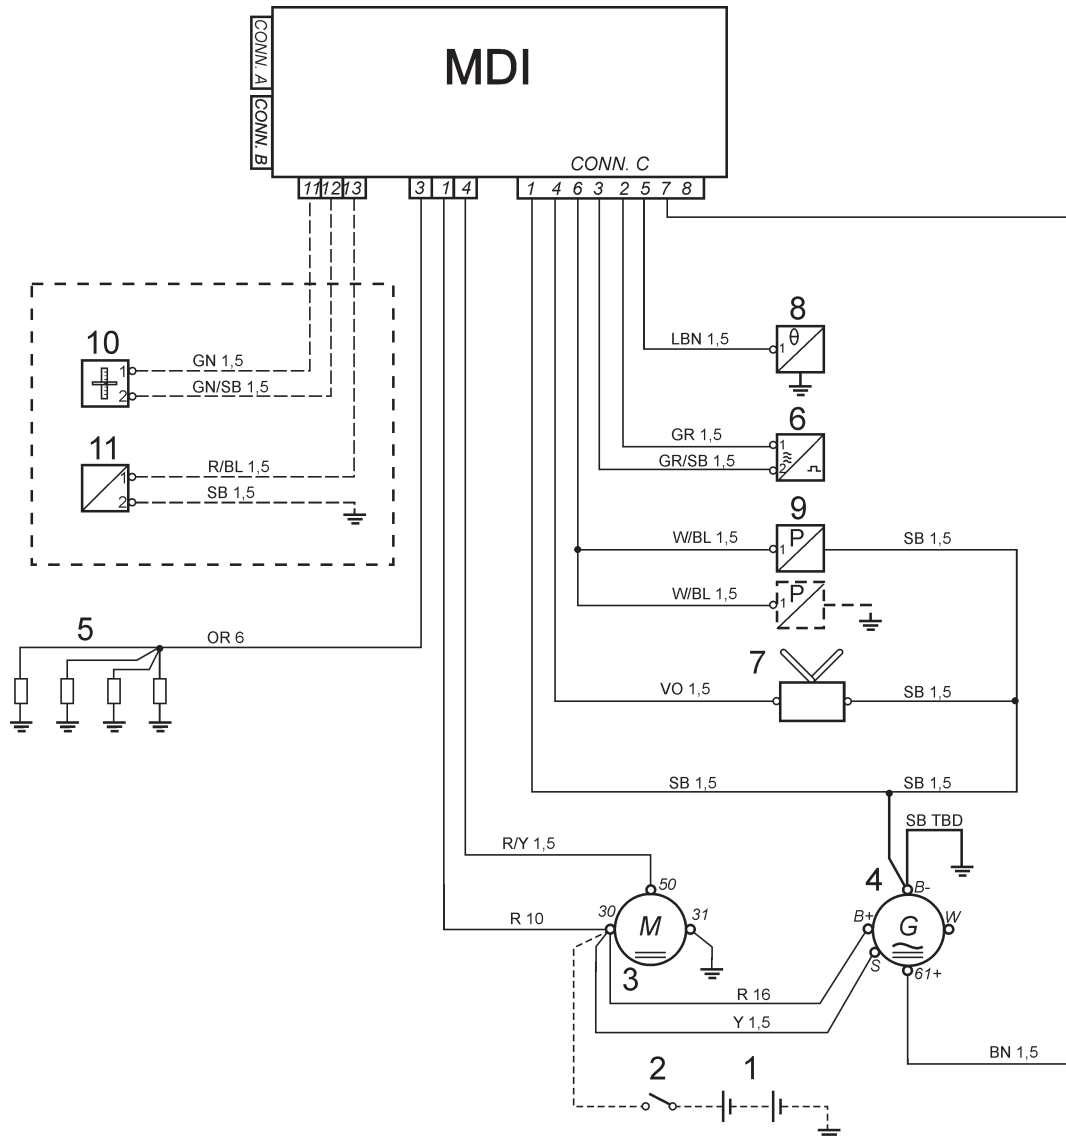 CONN. A
MDI
CONN. B
CONN. C
11 12 13 3 1 4 1 4 6 3 2 5 7 8
8
LBN 1,5
1 θ
10
GN 1,5
1
GN/SB 1,5
2
6
GR 1,5
1
GR/SB 1,5
2
11
R/BL 1,5
1
SB 1,5
2
9
W/BL 1,5
1 P
SB 1,5
W/BL 1,5
1 P
5
OR 6
7
VO 1,5
SB 1,5
SB 1,5
SB 1,5
SB TBD
R/Y 1,5
50
4
B-
R 10
30
M
31
B+
G
W
3
S
61+
R 16
Y 1,5
BN 1,5
2
1